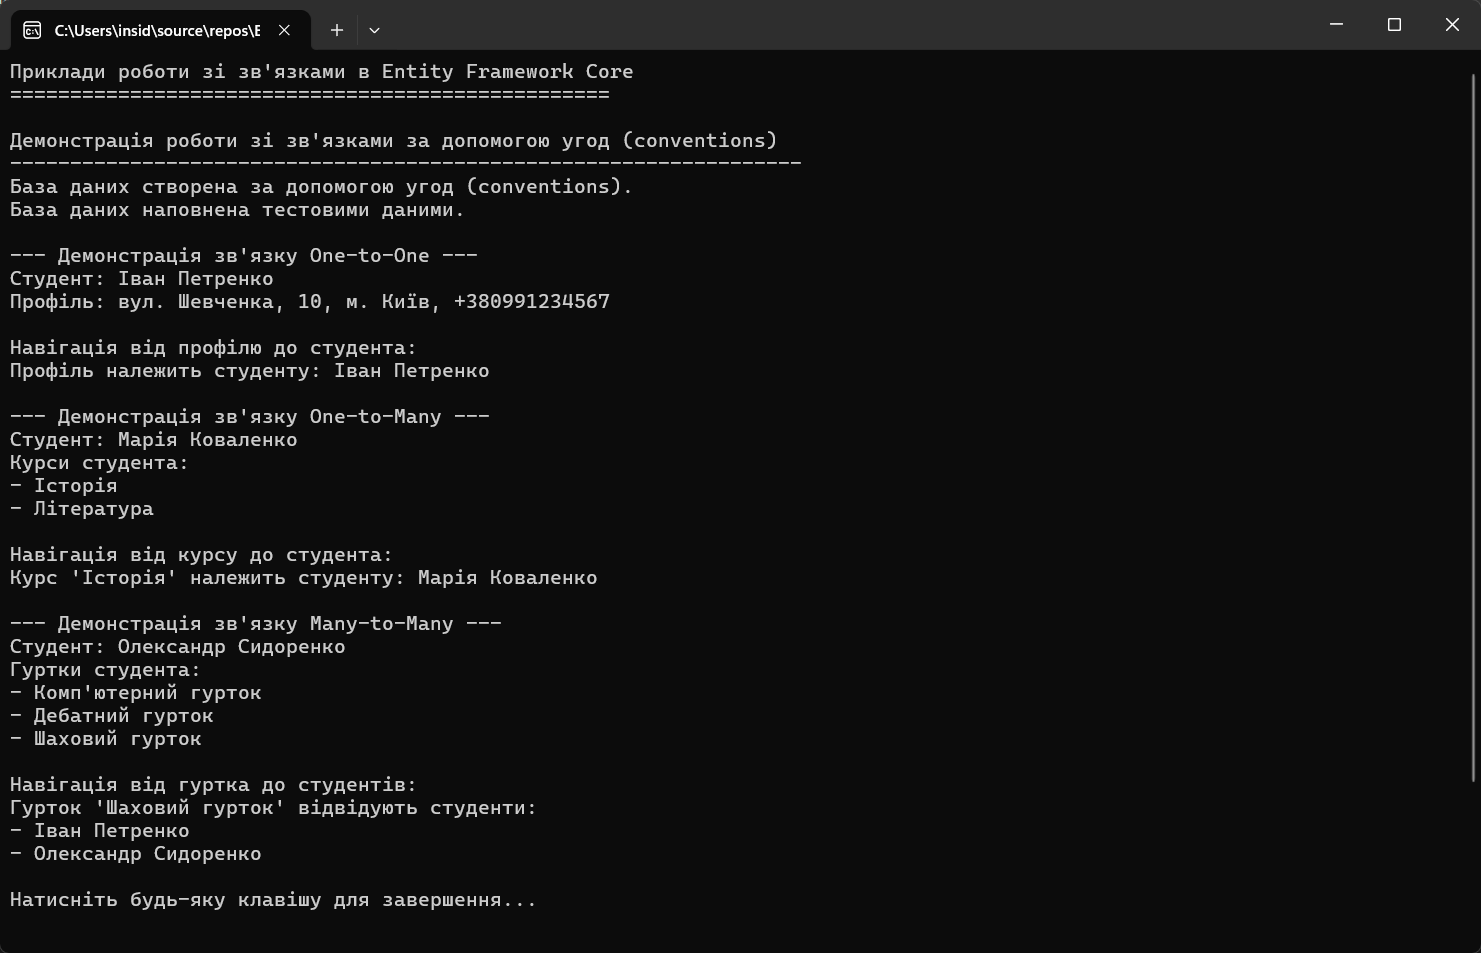 C:\Users\insid\source\repos\E
Приклади роботи зі зв'язками в Entity Framework Core
==================================================
Демонстрація роботи зі зв'язками за допомогою угод (conventions)
------------------------------------------------------------------
База даних створена за допомогою угод (conventions).
База даних наповнена тестовими даними.
--- Демонстрація зв'язку One-to-One ---
Студент: Іван Петренко
Профіль: вул. Шевченка, 10, м. Київ, +380991234567
Навігація від профілю до студента:
Профіль належить студенту: Іван Петренко
--- Демонстрація зв'язку One-to-Many ---
Студент: Марія Коваленко
Курси студента:
- Історія
- Література
Навігація від курсу до студента:
Курс 'Історія' належить студенту: Марія Коваленко
--- Демонстрація зв'язку Many-to-Many ---
Студент: Олександр Сидоренко
Гуртки студента:
- Комп'ютерний гурток
- Дебатний гурток
- Шаховий гурток
Навігація від гуртка до студентів:
Гурток 'Шаховий гурток' відвідують студенти:
- Іван Петренко
- Олександр Сидоренко
Натисніть будь-яку клавішу для завершення...